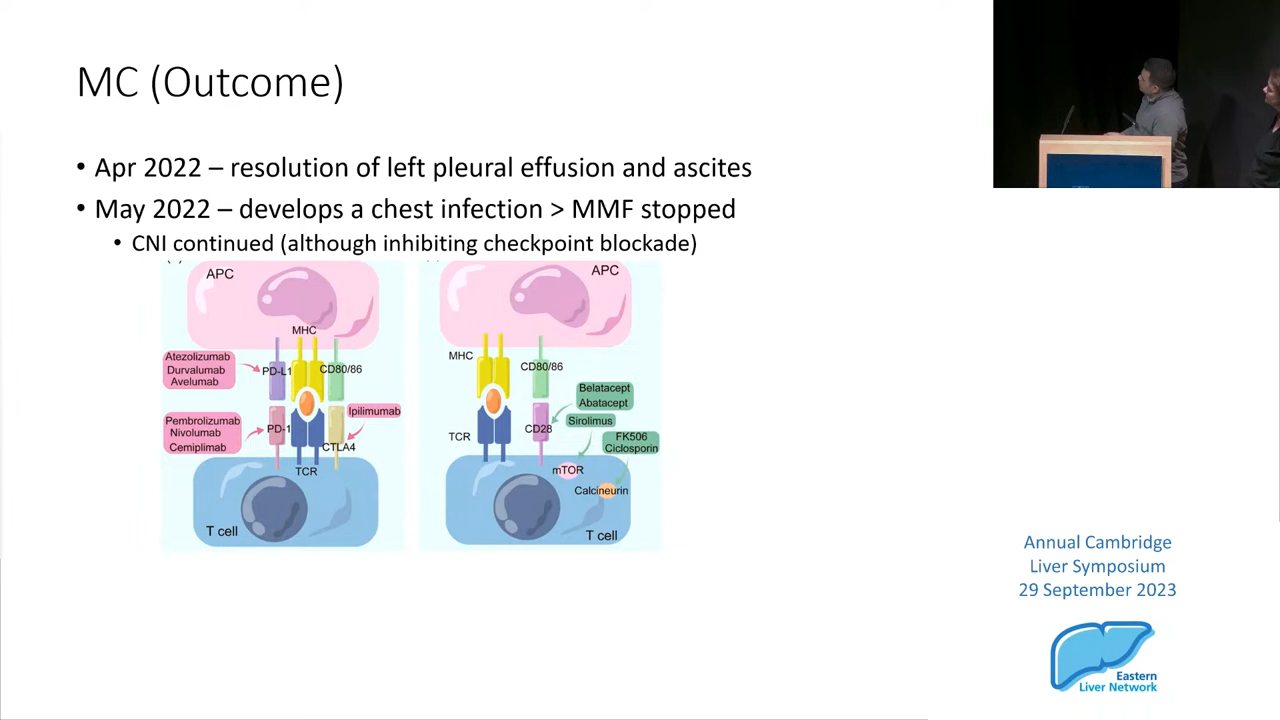 MC (Outcome)
• Apr 2022 – resolution of left pleural effusion and ascites
• May 2022 – develops a chest infection > MMF stopped
• CNI continued (although inhibiting checkpoint blockade)
APC
MHC
Atezolizumab
Durvalumab
Avelumab
PD-L1
CD80/86
Pembrolizumab
Nivolumab
Cemiplimab
PD-1
Ipilimumab
CTLA4
TCR
T cell
APC
MHC
CD80/86
Belatacept
Abatacept
CD28
Sirolimus
TCR
FK506
Ciclosporin
mTOR
Calcineurin
T cell
Annual Cambridge
Liver Symposium
29 September 2023
Eastern
Liver Network